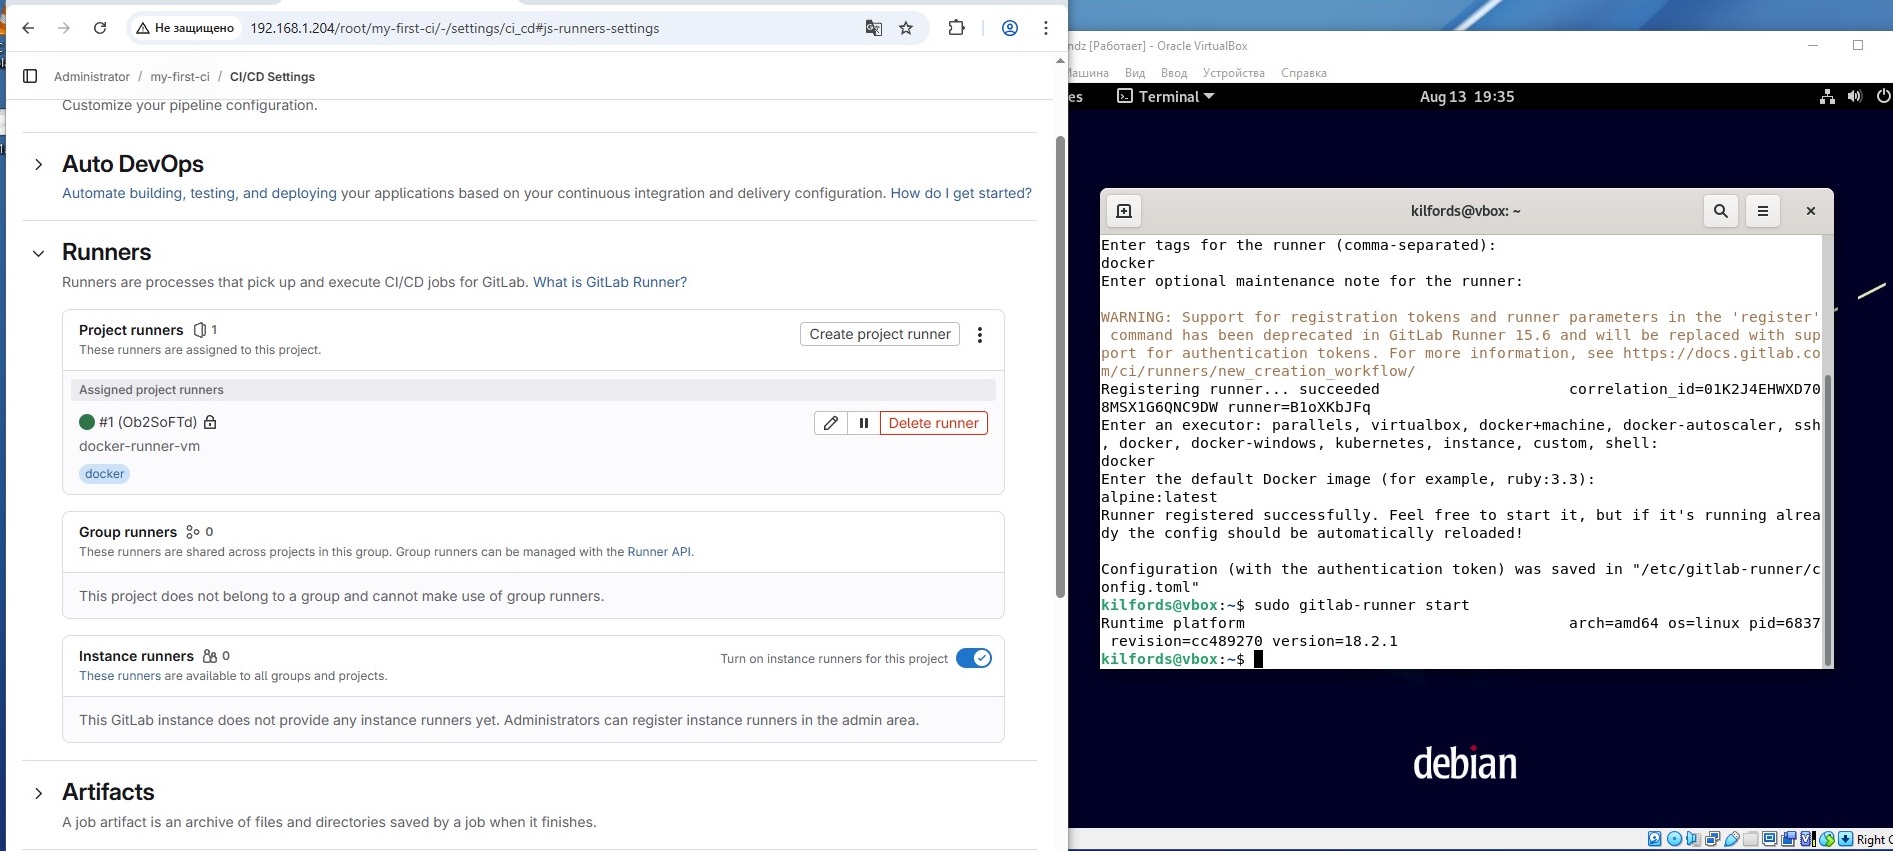 Не защищено
192.168.1.204/root/my-first-ci/-/settings/ci_cd#js-runners-settings
Administrator / my-first-ci / CI/CD Settings
Customize your pipeline configuration.
Auto DevOps
Automate building, testing, and deploying your applications based on your continuous integration and delivery configuration. How do I get started?
Runners
Runners are processes that pick up and execute CI/CD jobs for GitLab. What is GitLab Runner?
Project runners 1
These runners are assigned to this project.
Create project runner
Assigned project runners
#1 (Ob2SoFTd)
Delete runner
docker-runner-vm
docker
Group runners 0
These runners are shared across projects in this group. Group runners can be managed with the Runner API.
This project does not belong to a group and cannot make use of group runners.
Instance runners 0
These runners are available to all groups and projects.
Turn on instance runners for this project
This GitLab instance does not provide any instance runners yet. Administrators can register instance runners in the admin area.
Artifacts
A job artifact is an archive of files and directories saved by a job when it finishes.
ndz [Работает] - Oracle VirtualBox
Машина Вид Ввод Устройства Справка
es Terminal Aug 13 19:35
kilfords@vbox: ~
Enter tags for the runner (comma-separated):
docker
Enter optional maintenance note for the runner:
WARNING: Support for registration tokens and runner parameters in the 'register'
command has been deprecated in GitLab Runner 15.6 and will be replaced with sup
port for authentication tokens. For more information, see https://docs.gitlab.co
m/ci/runners/new_creation_workflow/
Registering runner... succeeded correlation_id=01K2J4EHWXD70
8MSX1G6QNC9DW runner=B1oXKbJFq
Enter an executor: parallels, virtualbox, docker+machine, docker-autoscaler, ssh
, docker, docker-windows, kubernetes, instance, custom, shell:
docker
Enter the default Docker image (for example, ruby:3.3):
alpine:latest
Runner registered successfully. Feel free to start it, but if it's running alrea
dy the config should be automatically reloaded!
Configuration (with the authentication token) was saved in "/etc/gitlab-runner/c
onfig.toml"
kilfords@vbox:~$ sudo gitlab-runner start
Runtime platform arch=amd64 os=linux pid=6837
revision=cc489270 version=18.2.1
kilfords@vbox:~$
debian
Right